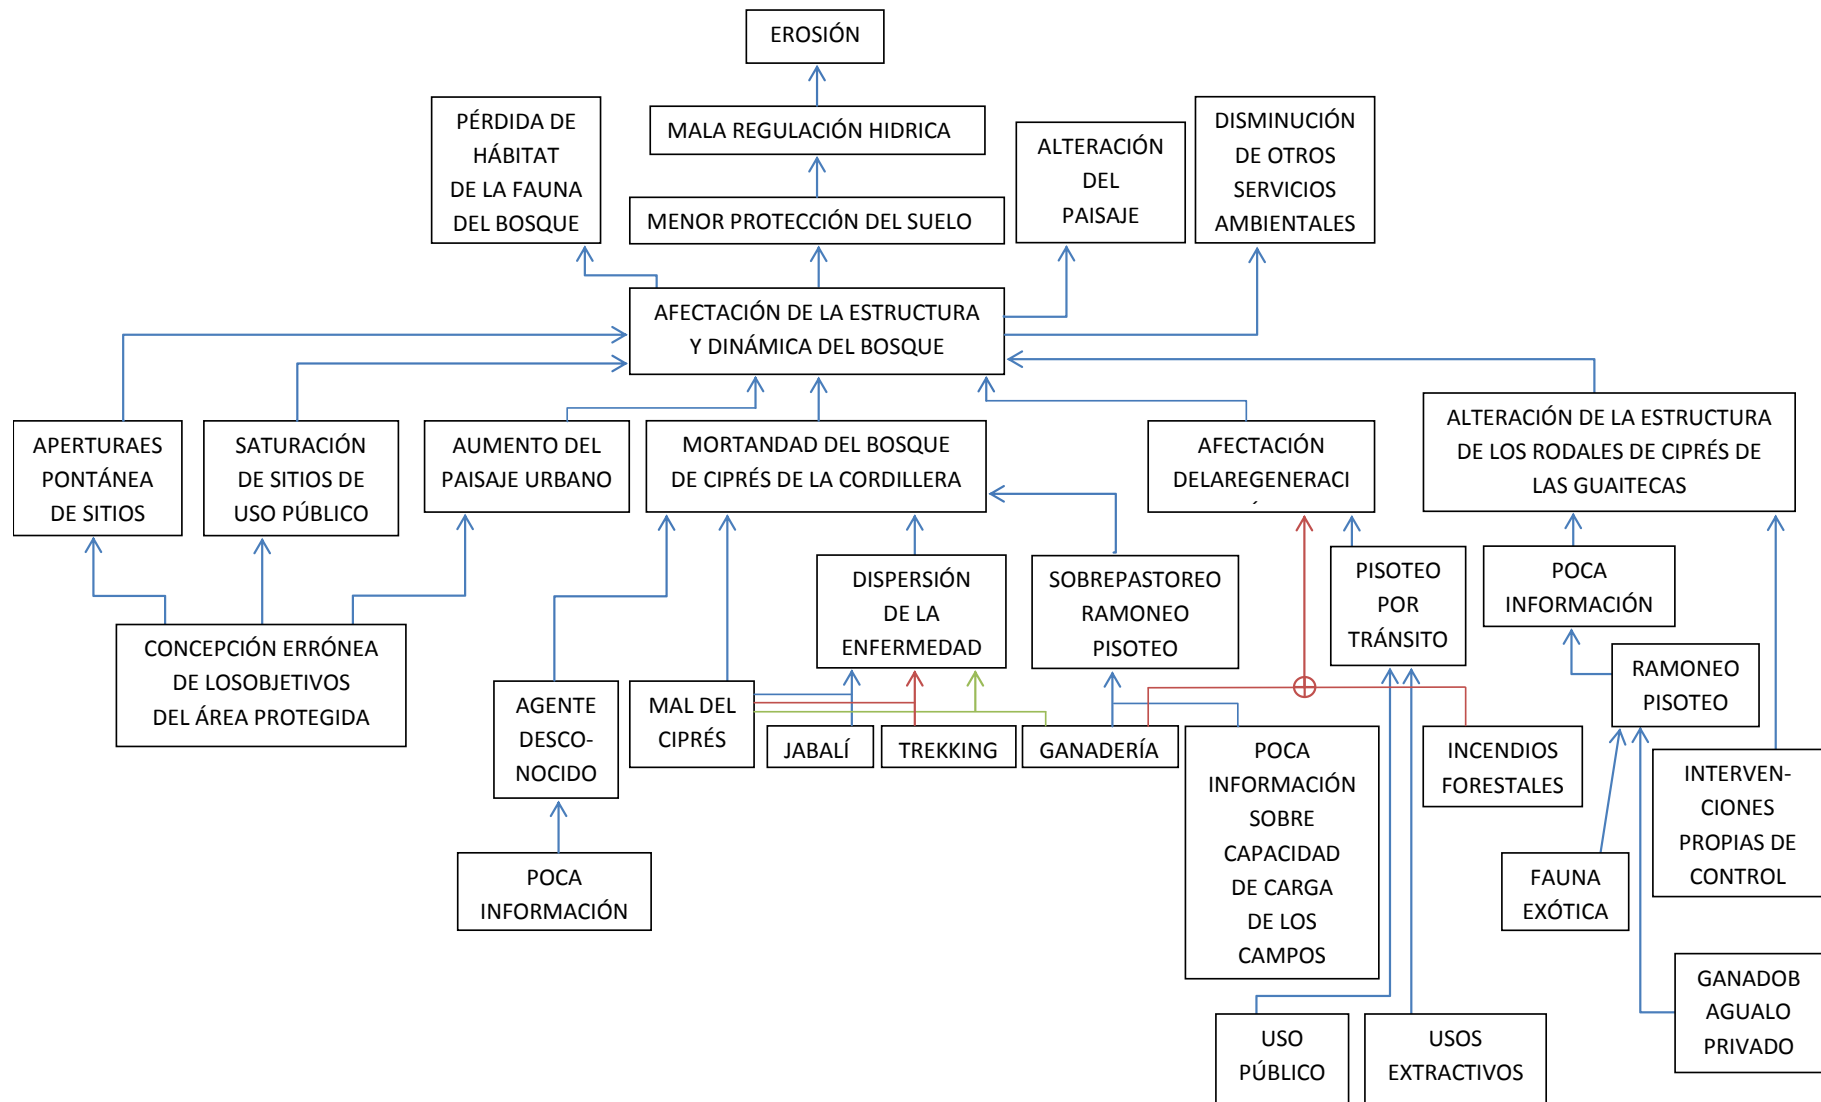 EROSIÓN
PÉRDIDA DE
HÁBITAT
DE LA FAUNA
DEL BOSQUE
MALA REGULACIÓN HIDRICA
ALTERACIÓN
DEL
PAISAJE
DISMINUCIÓN
DE OTROS
SERVICIOS
AMBIENTALES
MENOR PROTECCIÓN DEL SUELO
AFECTACIÓN DE LA ESTRUCTURA
Y DINÁMICA DEL BOSQUE
APERTURAES
PONTÁNEA
DE SITIOS
SATURACIÓN
DE SITIOS DE
USO PÚBLICO
AUMENTO DEL
PAISAJE URBANO
MORTANDAD DEL BOSQUE
DE CIPRÉS DE LA CORDILLERA
AFECTACIÓN
DELAREGENERACI
ALTERACIÓN DE LA ESTRUCTURA
DE LOS RODALES DE CIPRÉS DE
LAS GUAITECAS
CONCEPCIÓN ERRÓNEA
DE LOSOBJETIVOS
DEL ÁREA PROTEGIDA
DISPERSIÓN
DE LA
ENFERMEDAD
SOBREPASTOREO
RAMONEO
PISOTEO
PISOTEO
POR
TRÁNSITO
POCA
INFORMACIÓN
RAMONEO
PISOTEO
AGENTE
DESCO-
NOCIDO
MAL DEL
CIPRÉS
JABALÍ
TREKKING
GANADERÍA
POCA
INFORMACIÓN
SOBRE
CAPACIDAD
DE CARGA
DE LOS
CAMPOS
INCENDIOS
FORESTALES
INTERVEN-
CIONES
PROPIAS DE
CONTROL
POCA
INFORMACIÓN
FAUNA
EXÓTICA
GANADOB
AGUALO
PRIVADO
USO
PÚBLICO
USOS
EXTRACTIVOS